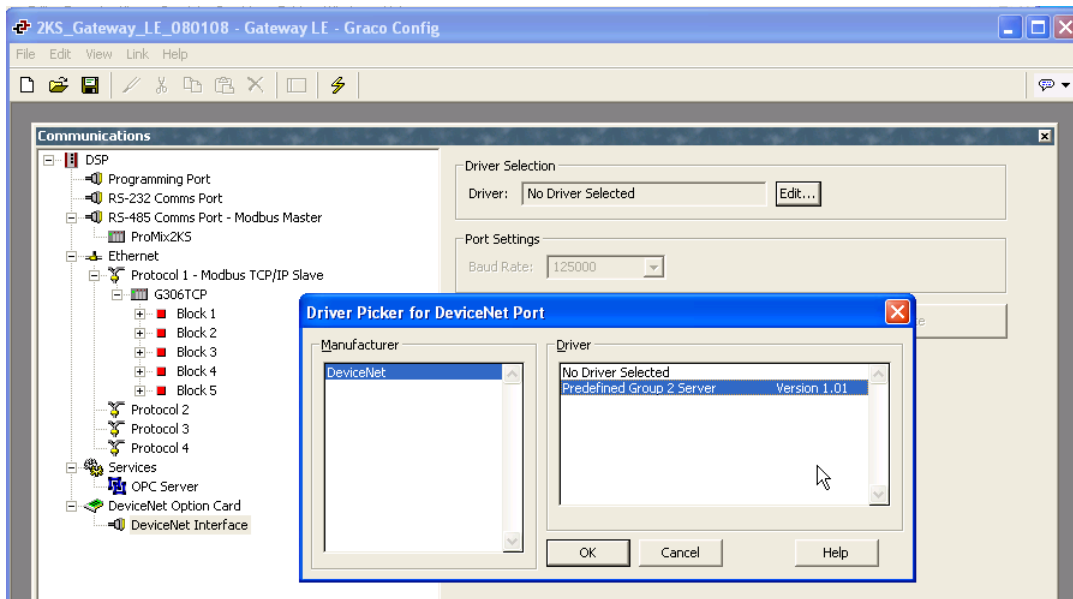 2KS_Gateway_LE_080108 - Gateway LE - Graco Config
File Edit View Link Help
Communications
DSP
Programming Port
RS-232 Comms Port
RS-485 Comms Port - Modbus Master
ProMix2KS
Ethernet
Protocol 1 - Modbus TCP/IP Slave
G306TCP
Block 1
Block 2
Block 3
Block 4
Block 5
Protocol 2
Protocol 3
Protocol 4
Services
OPC Server
DeviceNet Option Card
DeviceNet Interface
Driver Selection
Driver: No Driver Selected Edit...
Port Settings
Baud Rate: 125000
Driver Picker for DeviceNet Port
Manufacturer
DeviceNet
Driver
No Driver Selected
Predefined Group 2 Server Version 1.01
OK Cancel Help